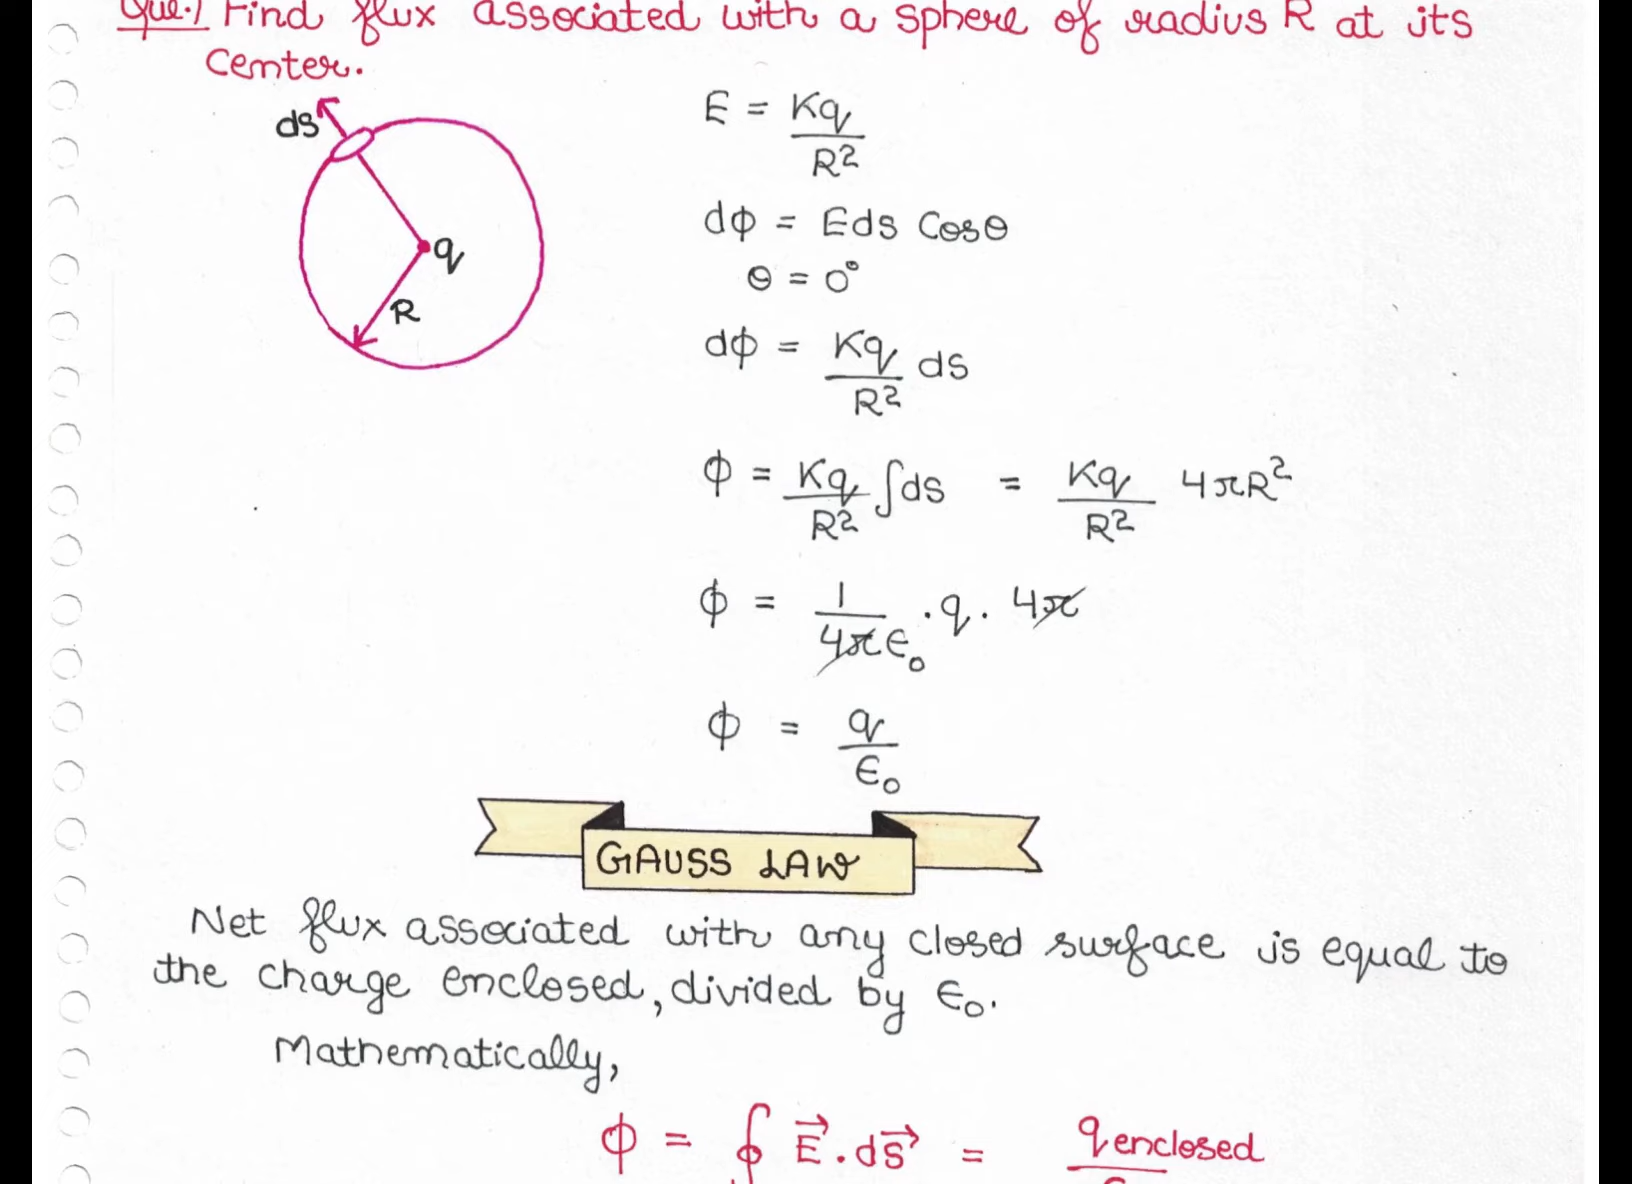 Que.1 Find flux associated with a sphere of radius R at its
center.
ds
q
R
E = Kq/R²
dϕ = Eds Cosθ
θ = 0°
dϕ = Kq/R² ds
ϕ = Kq/R² ∫ds = Kq/R² 4πR²
ϕ = 1/4πϵ₀ . q . 4π
ϕ = q/ϵ₀
GAUSS LAW
Net flux associated with any closed surface is equal to
the charge enclosed, divided by ϵ₀.
Mathematically,
ϕ = ∮ E⃗ . ds⃗ = q enclosed